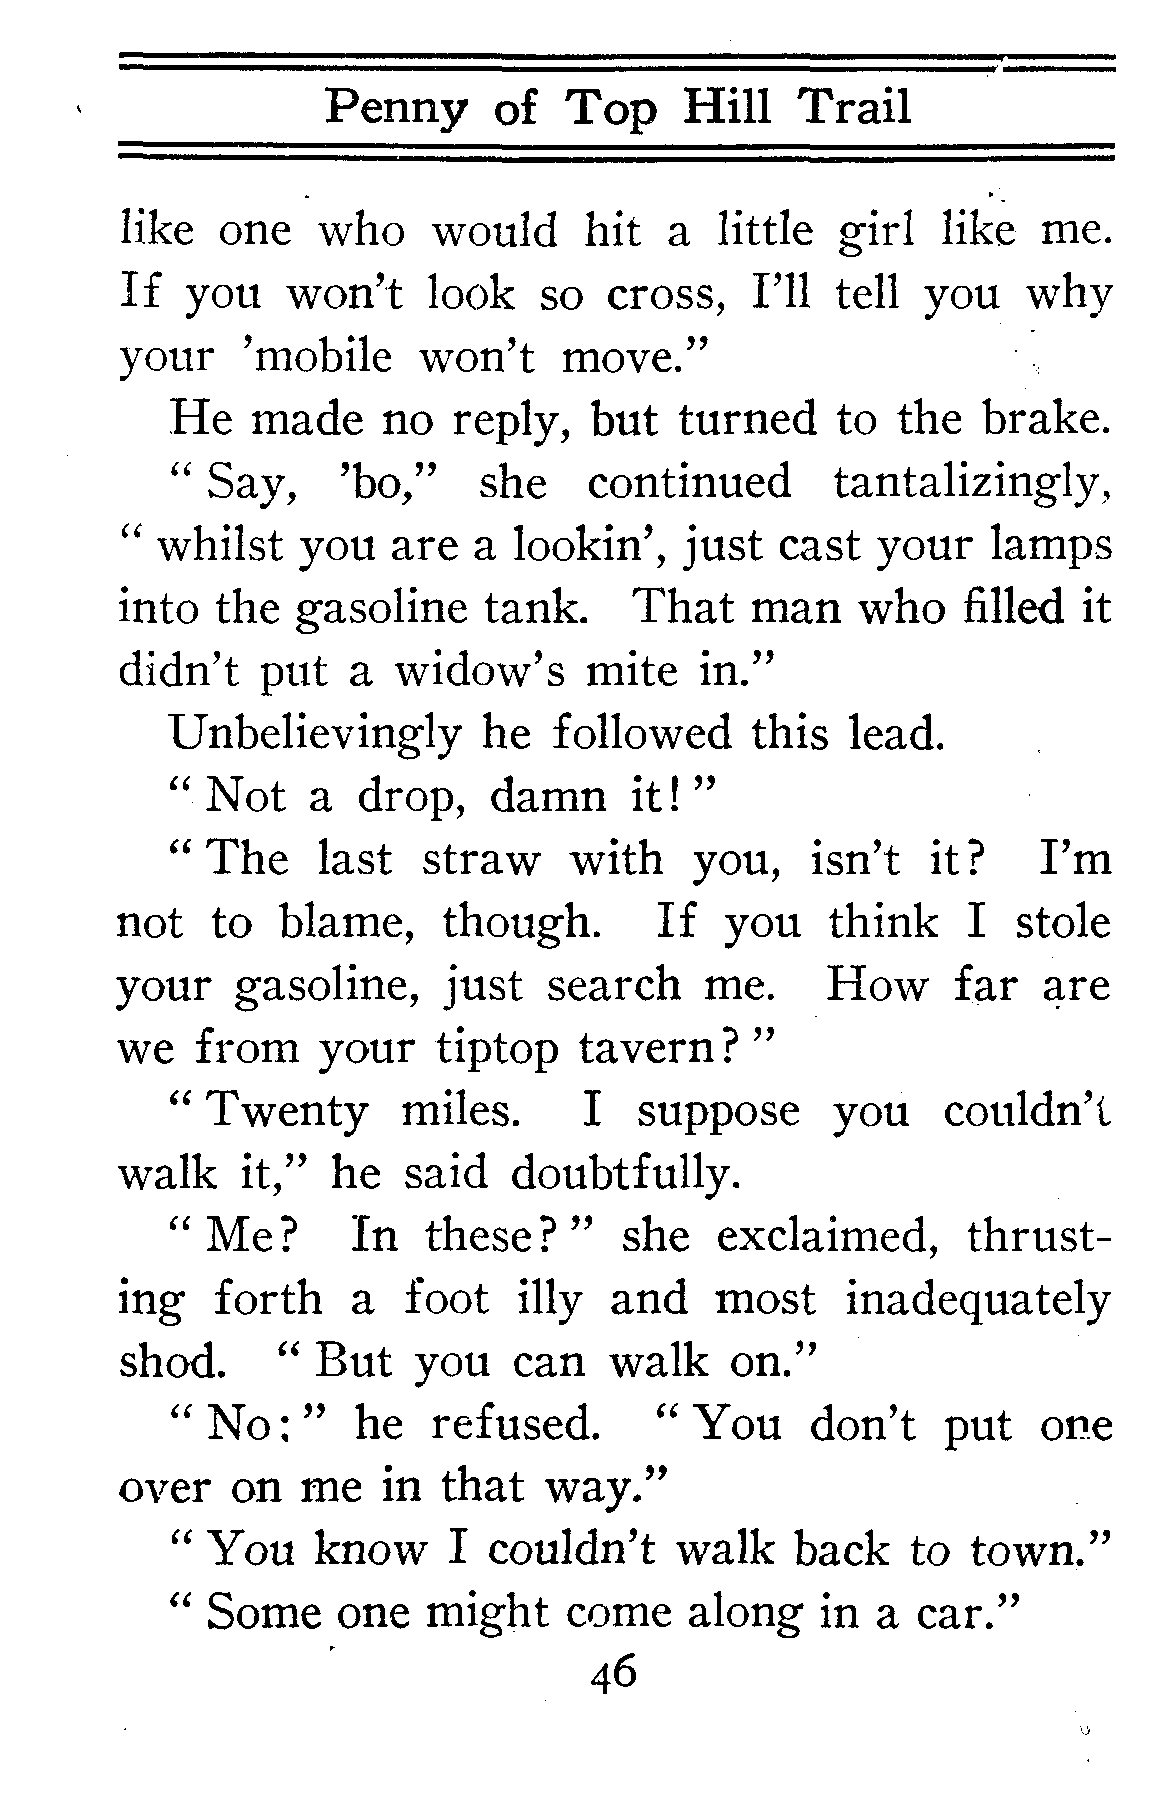 Penny of Top Hill Trail
like one who would hit a little girl like me.
If you won't look so cross, I'll tell you why
your 'mobile won't move."
He made no reply, but turned to the brake.
" Say, 'bo," she continued tantalizingly,
" whilst you are a lookin', just cast your lamps
into the gasoline tank. That man who filled it
didn't put a widow's mite in."
Unbelievingly he followed this lead.
" Not a drop, damn it! "
" The last straw with you, isn't it? I'm
not to blame, though. If you think I stole
your gasoline, just search me. How far are
we from your tiptop tavern? "
" Twenty miles. I suppose you couldn't
walk it," he said doubtfully.
" Me? In these? " she exclaimed, thrust-
ing forth a foot illy and most inadequately
shod. " But you can walk on."
" No; " he refused. " You don't put one
over on me in that way."
" You know I couldn't walk back to town."
" Some one might come along in a car."
46